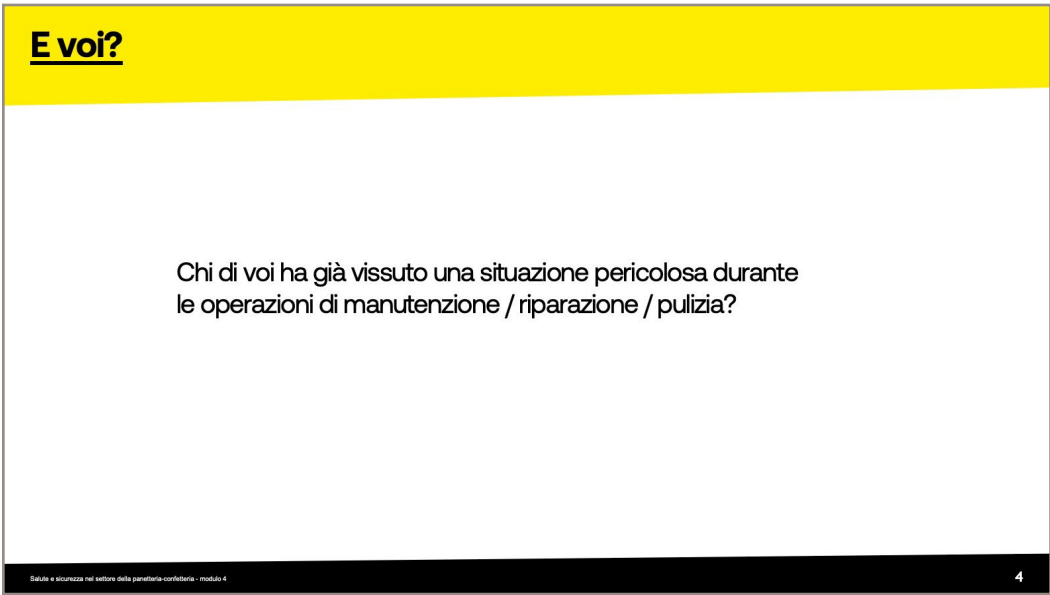 E voi?
Chi di voi ha già vissuto una situazione pericolosa durante
le operazioni di manutenzione / riparazione / pulizia?
Salute e sicurezza nel settore della panetteria-confetteria - modulo 4
4